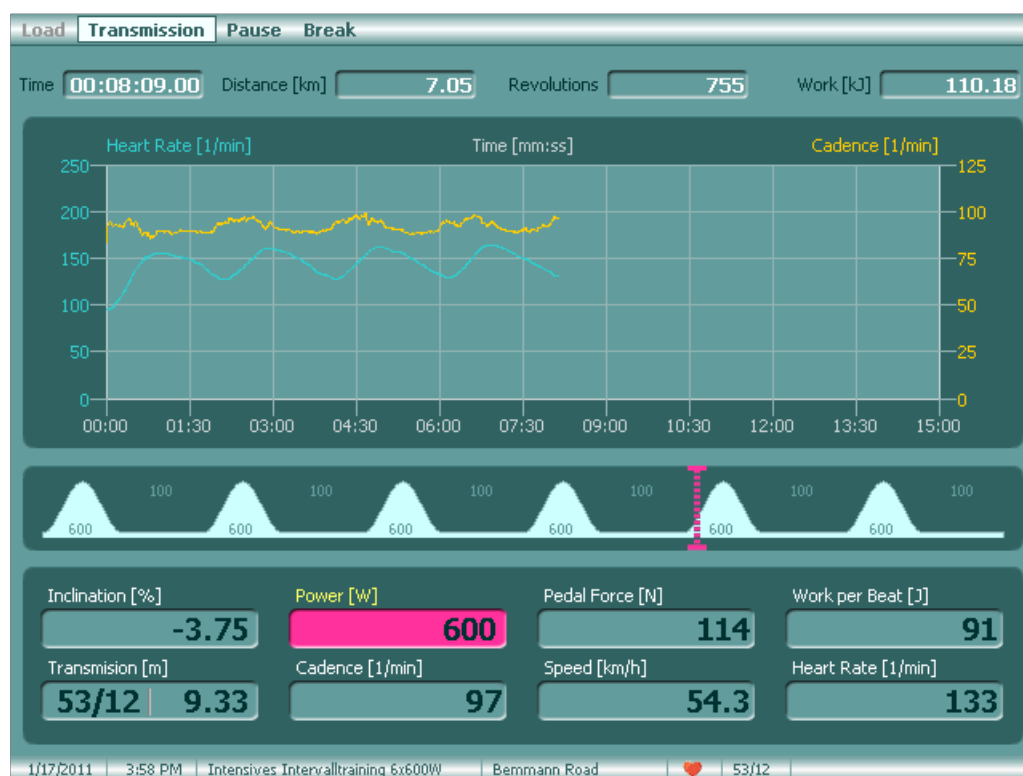 Load Transmission Pause Break
Time 00:08:09.00 Distance [km] 7.05 Revolutions 755 Work [kJ] 110.18
Heart Rate [1/min] Time [mm:ss] Cadence [1/min]
250 125
200 100
150 75
100 50
50 25
0 0
00:00 01:30 03:00 04:30 06:00 07:30 09:00 10:30 12:00 13:30 15:00
100 100 100 100 100 100
600 600 600 600 600 600
Inclination [%] Power [W] Pedal Force [N] Work per Beat [J]
-3.75 600 114 91
Transmision [m] Cadence [1/min] Speed [km/h] Heart Rate [1/min]
53/12 9.33 97 54.3 133
1/17/2011 3:58 PM Intensives Intervalltraining 6x600W Bemmann Road 53/12